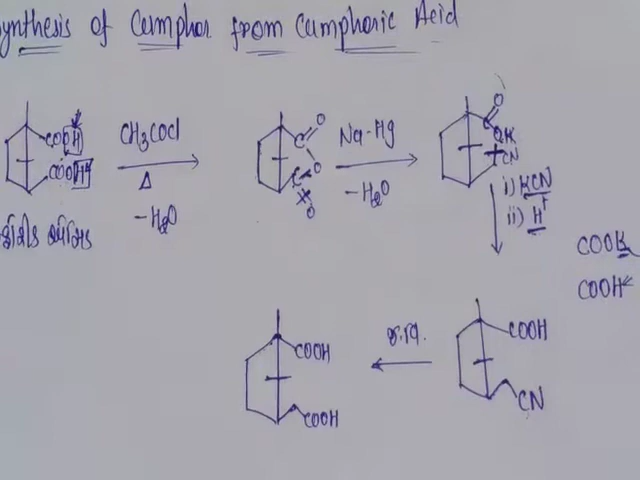 ynthesis of Camphor from Camphoric Acid
COOH
COOH
CH3COCl
Δ
-H2O
C=O
O
C
O
Na-Hg
-H2O
O
C
OK
CN
i) KCN
ii) H+
COOK
COOH
COOH
CN
COOH
COOH